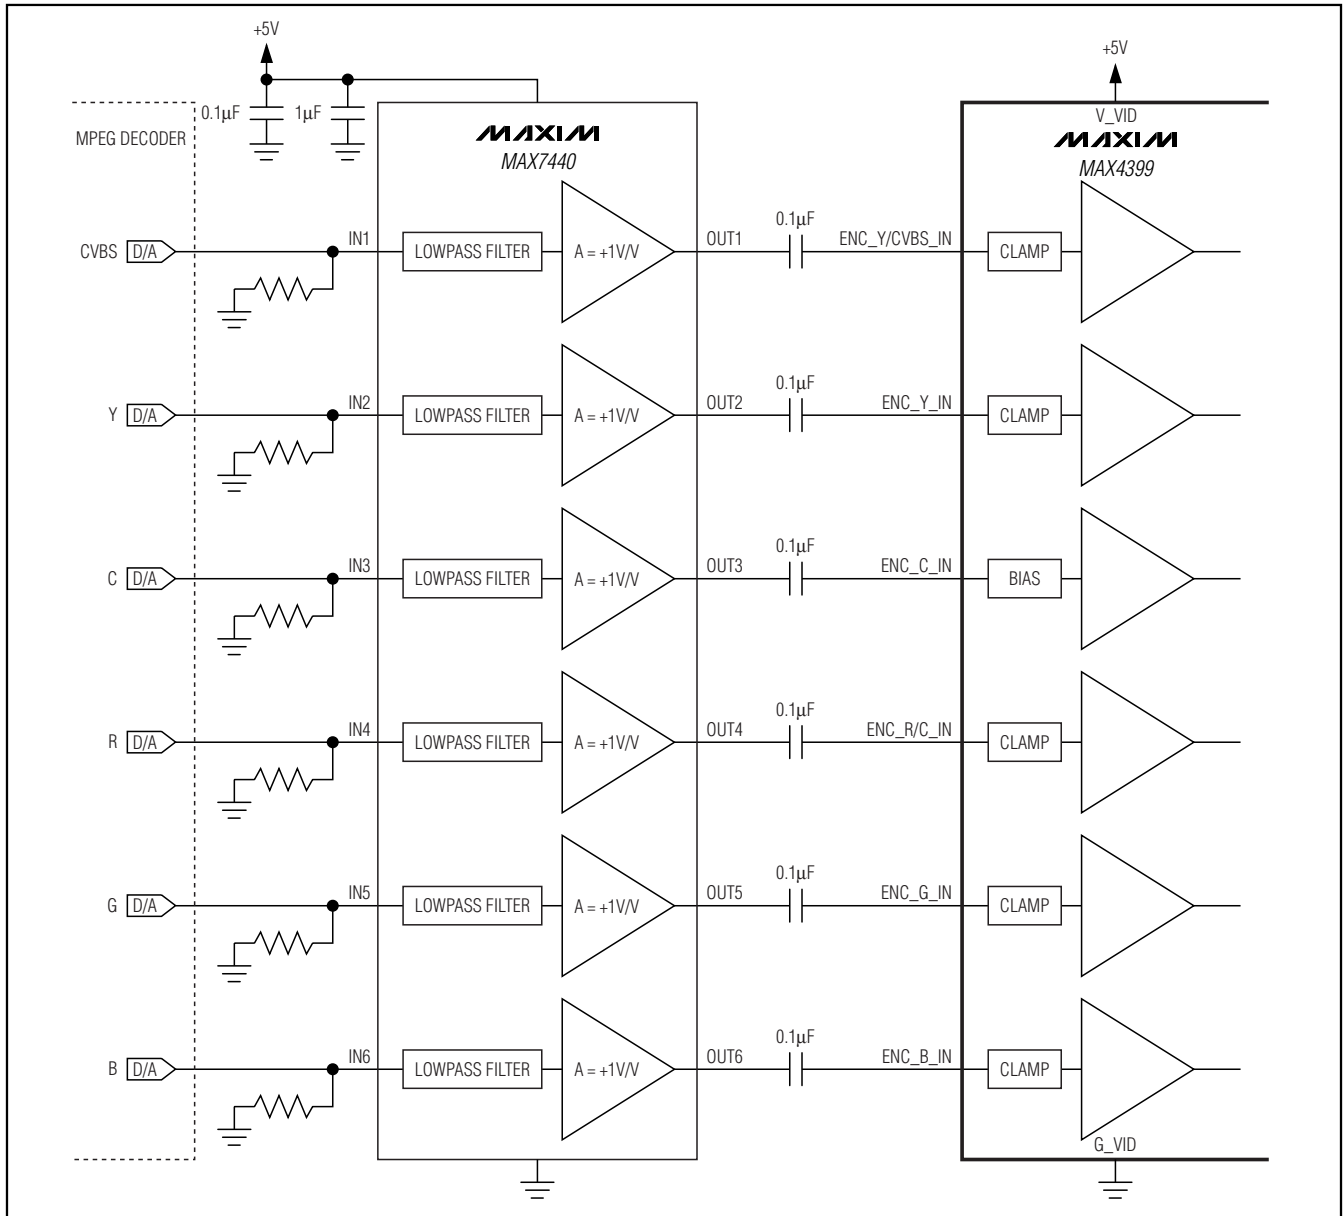 +5V
+5V
0.1µF
1µF
V_VID
MPEG DECODER
MAXIM
MAX7440
MAXIM
MAX4399
CVBS D/A IN1 LOWPASS FILTER A = +1V/V OUT1 0.1µF ENC_Y/CVBS_IN CLAMP
Y D/A IN2 LOWPASS FILTER A = +1V/V OUT2 0.1µF ENC_Y_IN CLAMP
C D/A IN3 LOWPASS FILTER A = +1V/V OUT3 0.1µF ENC_C_IN BIAS
R D/A IN4 LOWPASS FILTER A = +1V/V OUT4 0.1µF ENC_R/C_IN CLAMP
G D/A IN5 LOWPASS FILTER A = +1V/V OUT5 0.1µF ENC_G_IN CLAMP
B D/A IN6 LOWPASS FILTER A = +1V/V OUT6 0.1µF ENC_B_IN CLAMP
G_VID